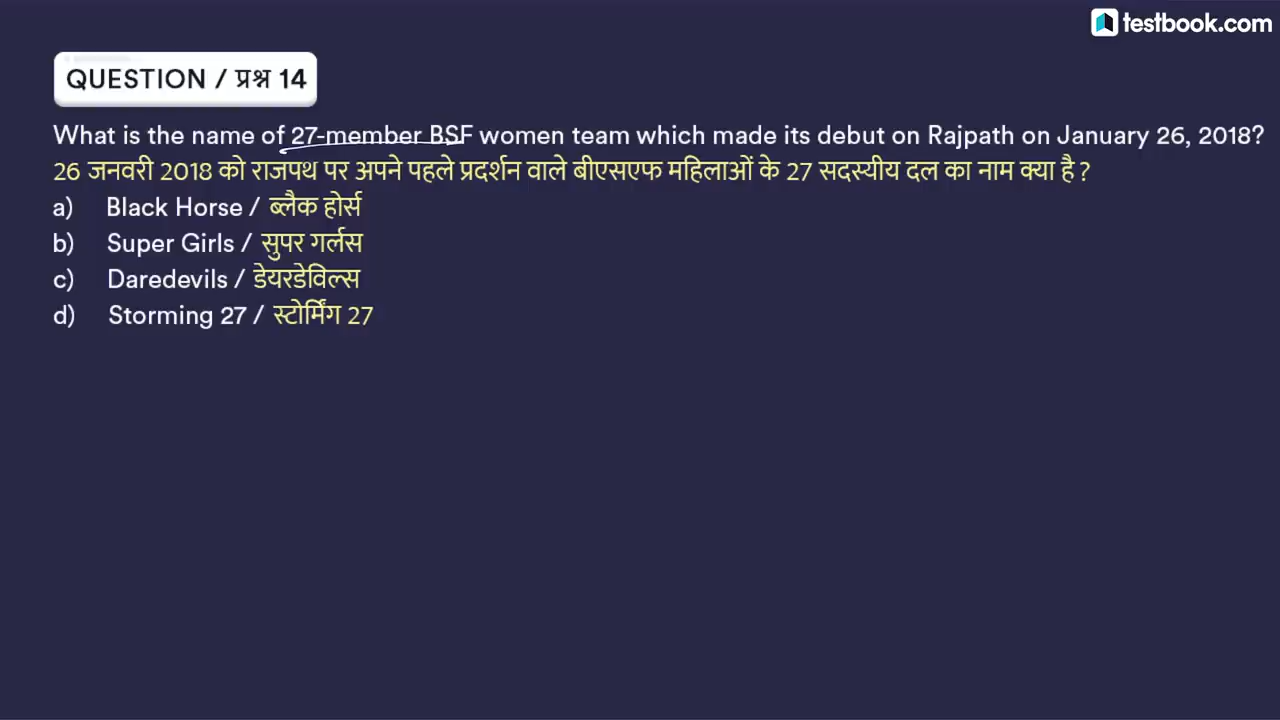 testbook.com
QUESTION / प्रश्न 14
What is the name of 27-member BSF women team which made its debut on Rajpath on January 26, 2018?
26 जनवरी 2018 को राजपथ पर अपने पहले प्रदर्शन वाले बीएसएफ महिलाओं के 27 सदस्यीय दल का नाम क्या है ?
a) Black Horse / ब्लैक हॉर्स
b) Super Girls / सुपर गर्लस
c) Daredevils / डेयरडेविल्स
d) Storming 27 / स्टोर्मिंग 27